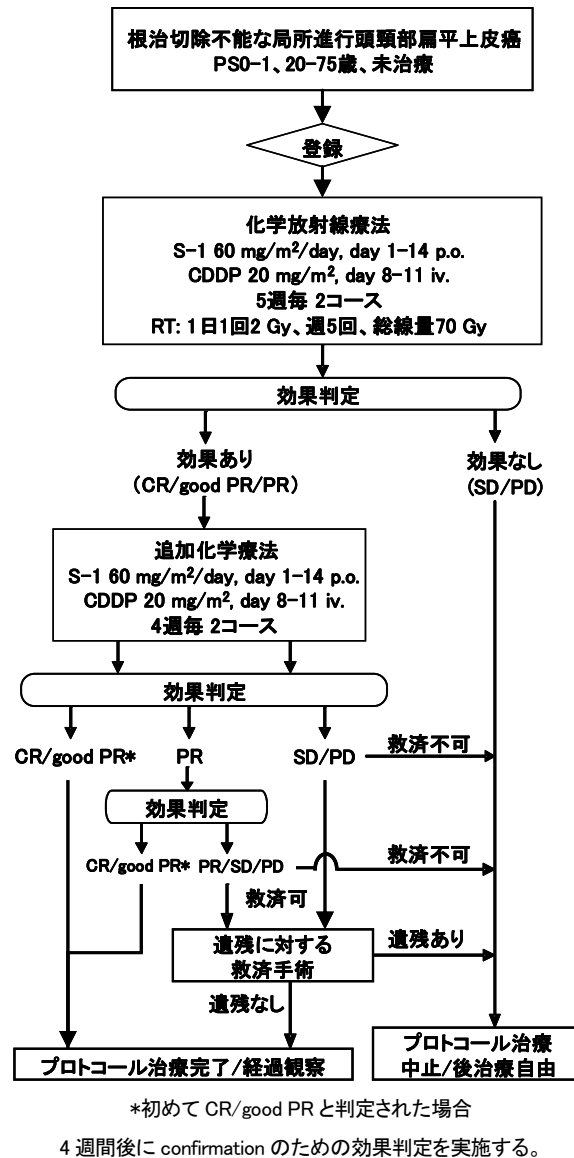 根治切除不能な局所進行頭頸部扁平上皮癌
PS0-1、20-75歳、未治療
登録
化学放射線療法
S-1 60 mg/m²/day, day 1-14 p.o.
CDDP 20 mg/m², day 8-11 iv.
5週毎 2コース
RT: 1日1回2 Gy、週5回、総線量70 Gy
効果判定
効果あり
（CR/good PR/PR）
効果なし
(SD/PD)
追加化学療法
S-1 60 mg/m²/day, day 1-14 p.o.
CDDP 20 mg/m², day 8-11 iv.
4週毎 2コース
効果判定
CR/good PR*
PR
SD/PD
救済不可
効果判定
CR/good PR*
PR/SD/PD
救済不可
救済可
遺残に対する
救済手術
遺残あり
遺残なし
プロトコール治療完了/経過観察
プロトコール治療
中止/後治療自由
*初めて CR/good PR と判定された場合
4 週間後に confirmation のための効果判定を実施する。